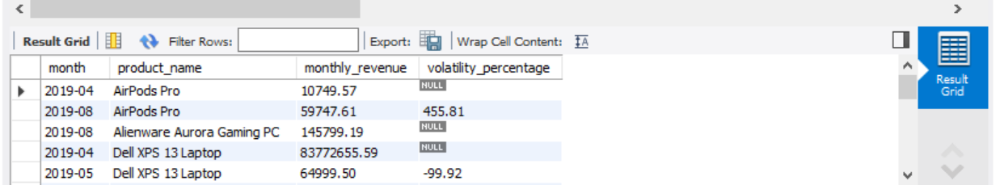 Result Grid Filter Rows: Export: Wrap Cell Content: IA
month product_name monthly_revenue volatility_percentage
2019-04 AirPods Pro 10749.57 NULL
2019-08 AirPods Pro 59747.61 455.81
2019-08 Alienware Aurora Gaming PC 145799.19 NULL
2019-04 Dell XPS 13 Laptop 83772655.59 NULL
2019-05 Dell XPS 13 Laptop 64999.50 -99.92
Result
Grid